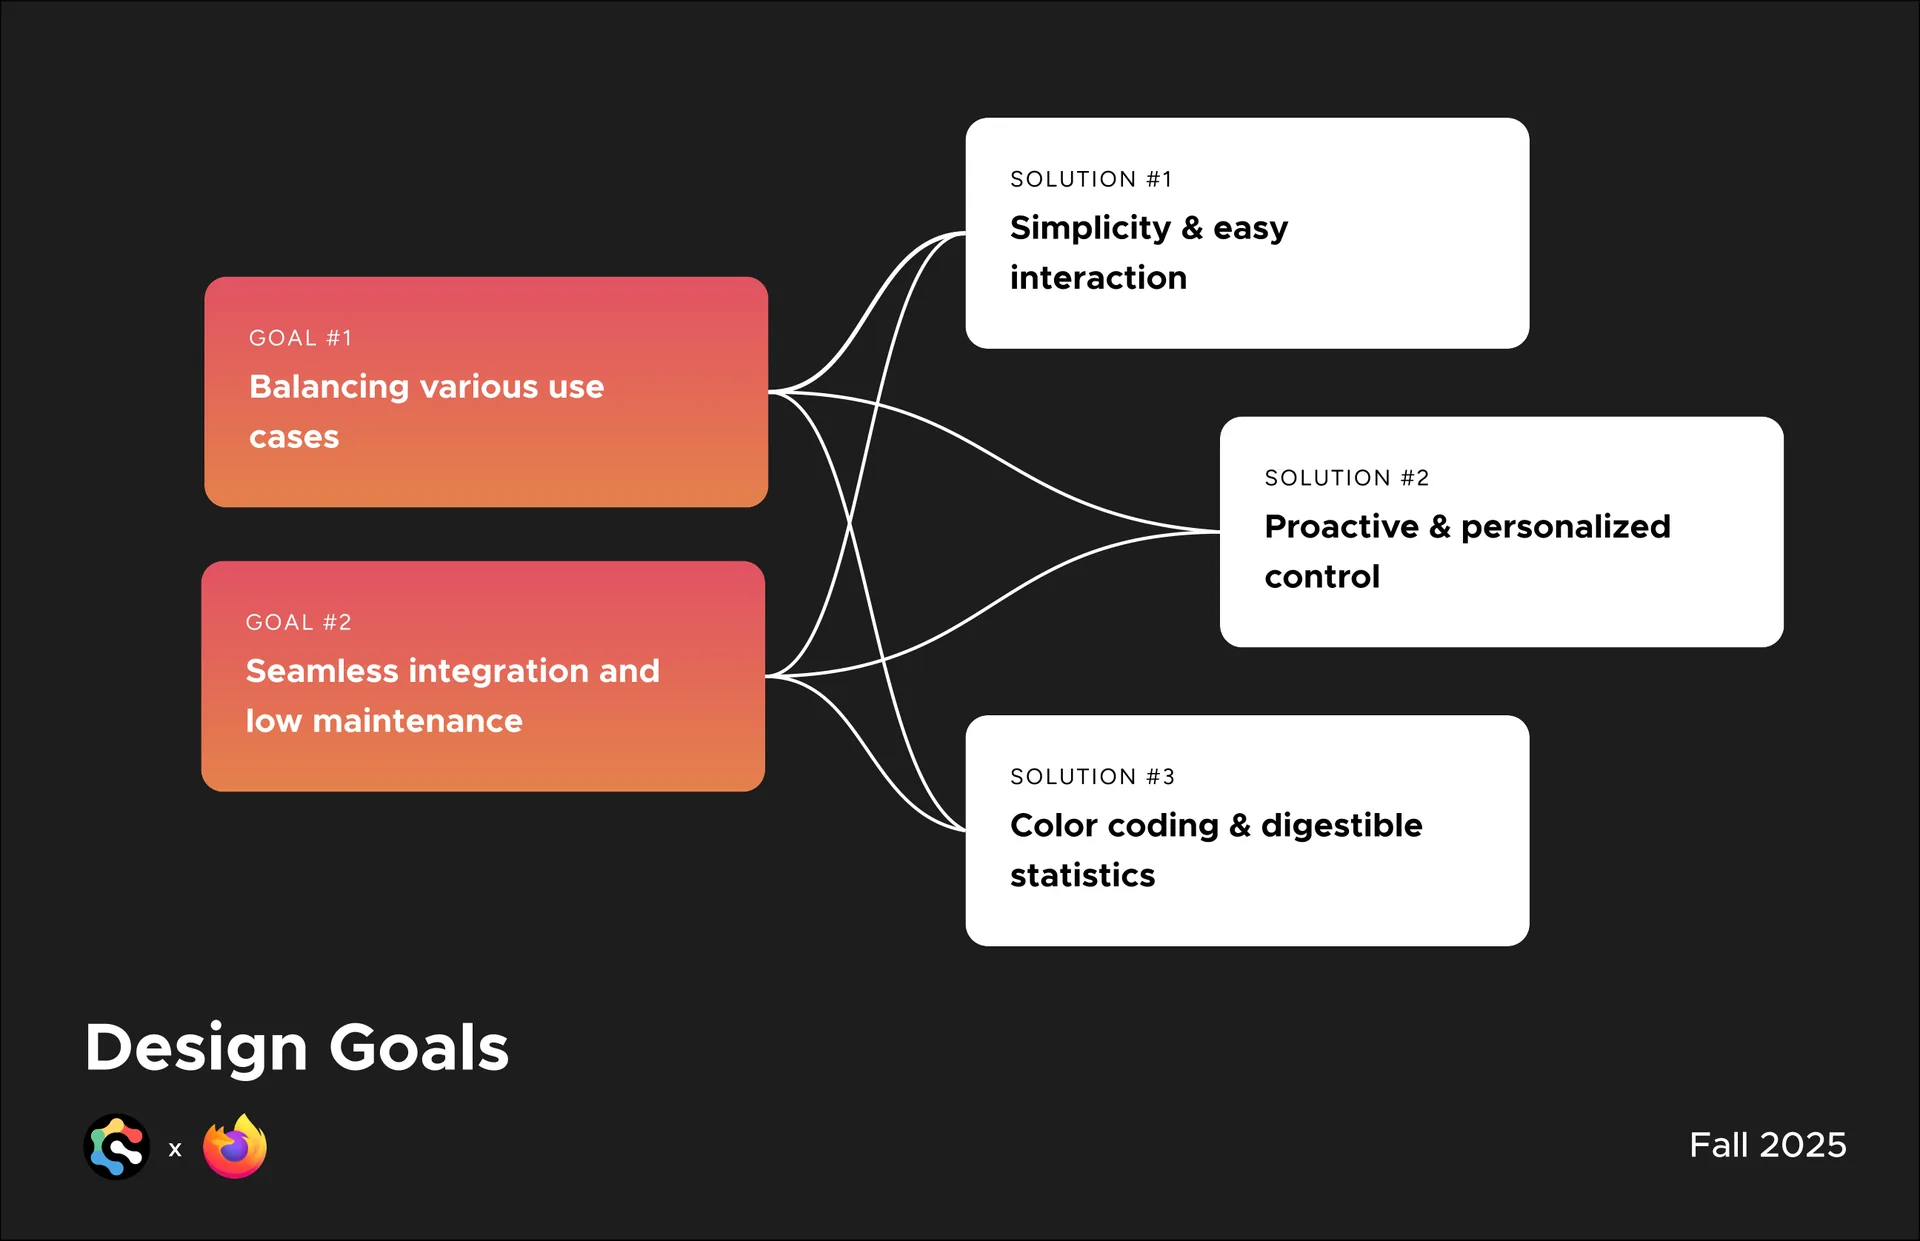 GOAL #1
Balancing various use
cases
GOAL #2
Seamless integration and
low maintenance
SOLUTION #1
Simplicity & easy
interaction
SOLUTION #2
Proactive & personalized
control
SOLUTION #3
Color coding & digestible
statistics
Design Goals
x
Fall 2025